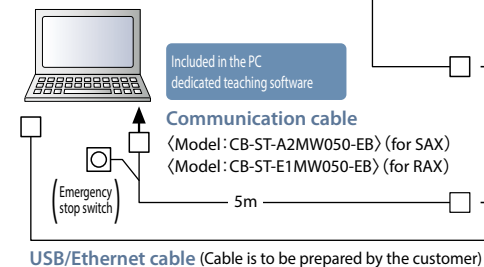 Included in the PC
dedicated teaching software
Communication cable
〈Model：CB-ST-A2MW050-EB〉（for SAX）
〈Model：CB-ST-E1MW050-EB〉（for RAX）
(Emergency
stop switch)
5m
USB/Ethernet cable (Cable is to be prepared by the customer)